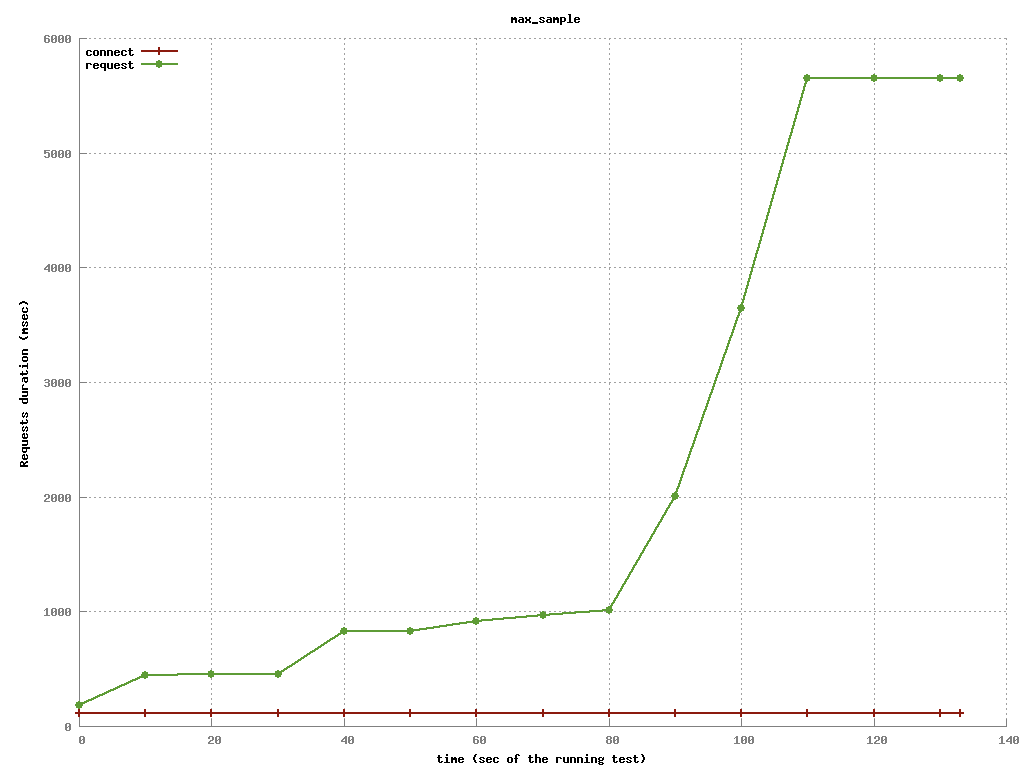 max_sample
6000
connect
request
5000
4000
Requests duration (msec)
3000
2000
1000
0
0 20 40 60 80 100 120 140
time (sec of the running test)